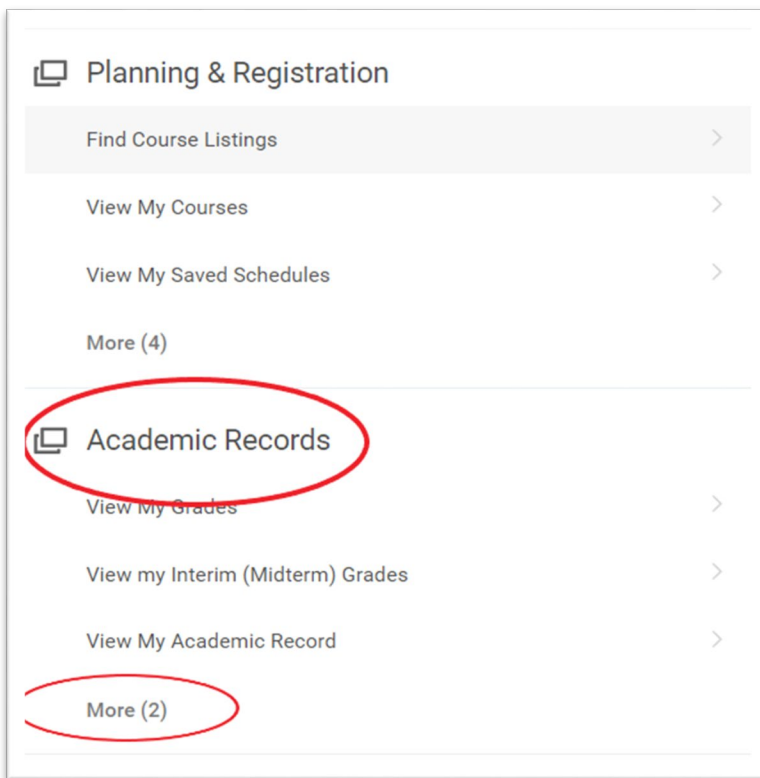 Planning & Registration
Find Course Listings
View My Courses
View My Saved Schedules
More (4)
Academic Records
View My Grades
View my Interim (Midterm) Grades
View My Academic Record
More (2)